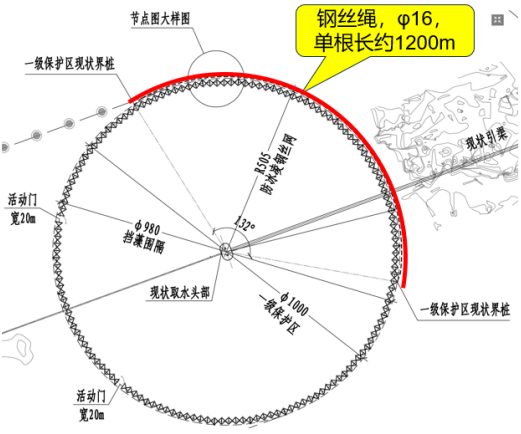 节点图大样图
钢丝绳，φ16，
单根长约1200m
一级保护区现状界桩
现状引渠
R505
防水波钢丝网
活动门
宽20m
132°
φ980
挡藻围隔
现状取水头部
φ1000
一级保护区
一级保护区现状界桩
活动门
宽20m